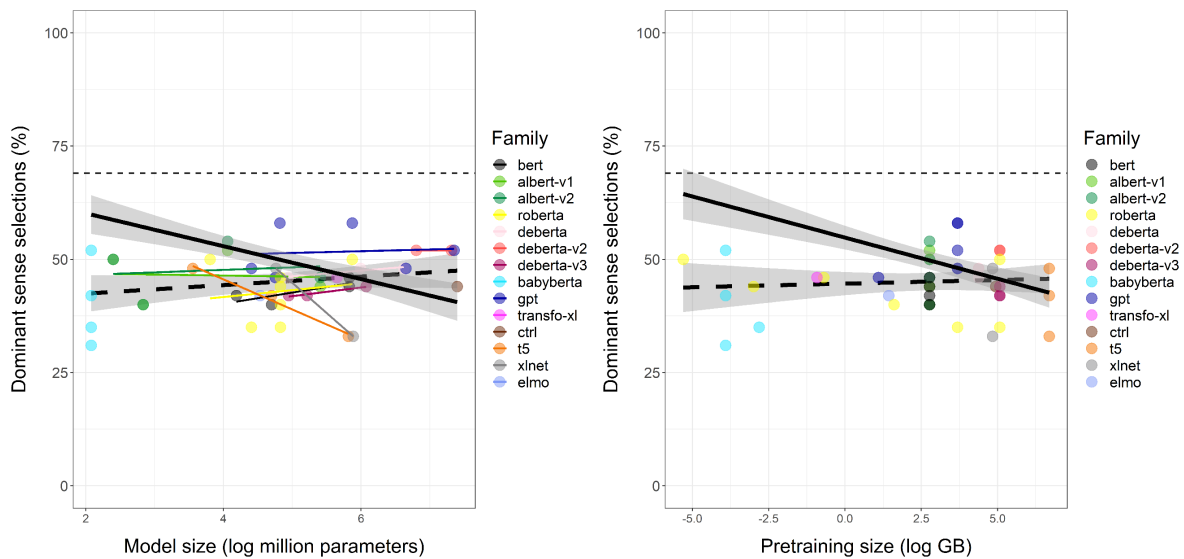 Dominant sense selections (%)
100
75
50
25
0
2
4
6
Model size (log million parameters)
Family
bert
albert-v1
albert-v2
roberta
deberta
deberta-v2
deberta-v3
babyberta
gpt
transfo-xl
ctrl
t5
xlnet
elmo
Dominant sense selections (%)
100
75
50
25
0
-5.0
-2.5
0.0
2.5
5.0
Pretraining size (log GB)
Family
bert
albert-v1
albert-v2
roberta
deberta
deberta-v2
deberta-v3
babyberta
gpt
transfo-xl
ctrl
t5
xlnet
elmo